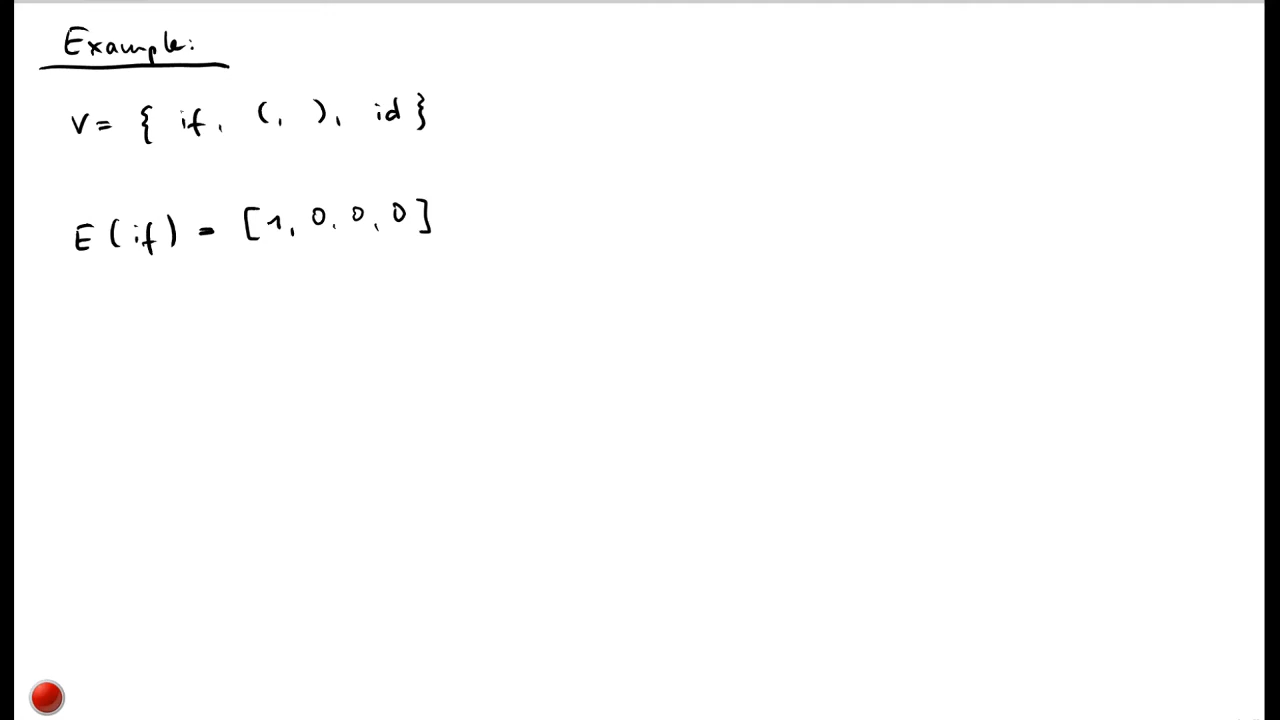 Example:
V = { if, (, ), id }
E (if) = [1, 0, 0, 0]